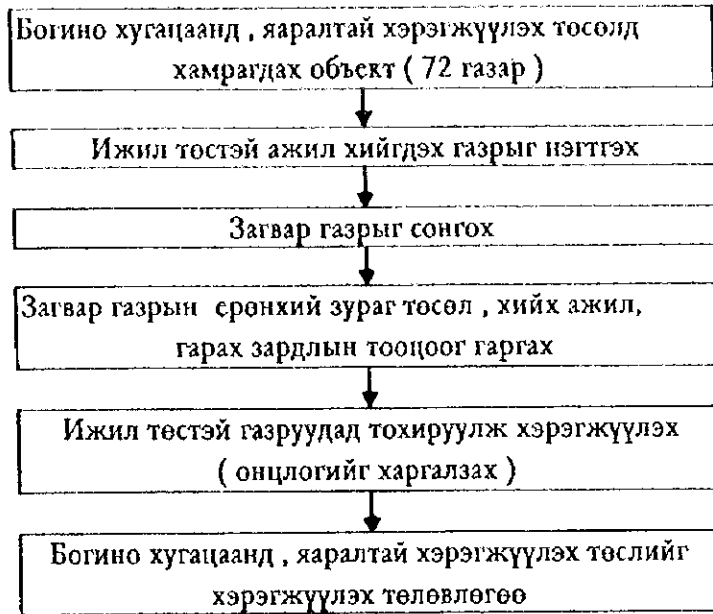 Богино хугацаанд , яаралтай хэрэгжүүлэх төсөлд
хамрагдах объект ( 72 газар )
Ижил төстэй ажил хийгдэх газрыг нэгтгэх
Загвар газрыг сонгох
Загвар газрын ерөнхий зураг төсөл , хийх ажил,
гарах зардлын тооцоог гаргах
Ижил төстэй газруудад тохируулж хэрэгжүүлэх
( онцлогийг харгалзах )
Богино хугацаанд , яаралтай хэрэгжүүлэх төслийг
хэрэгжүүлэх төлөвлөгөө